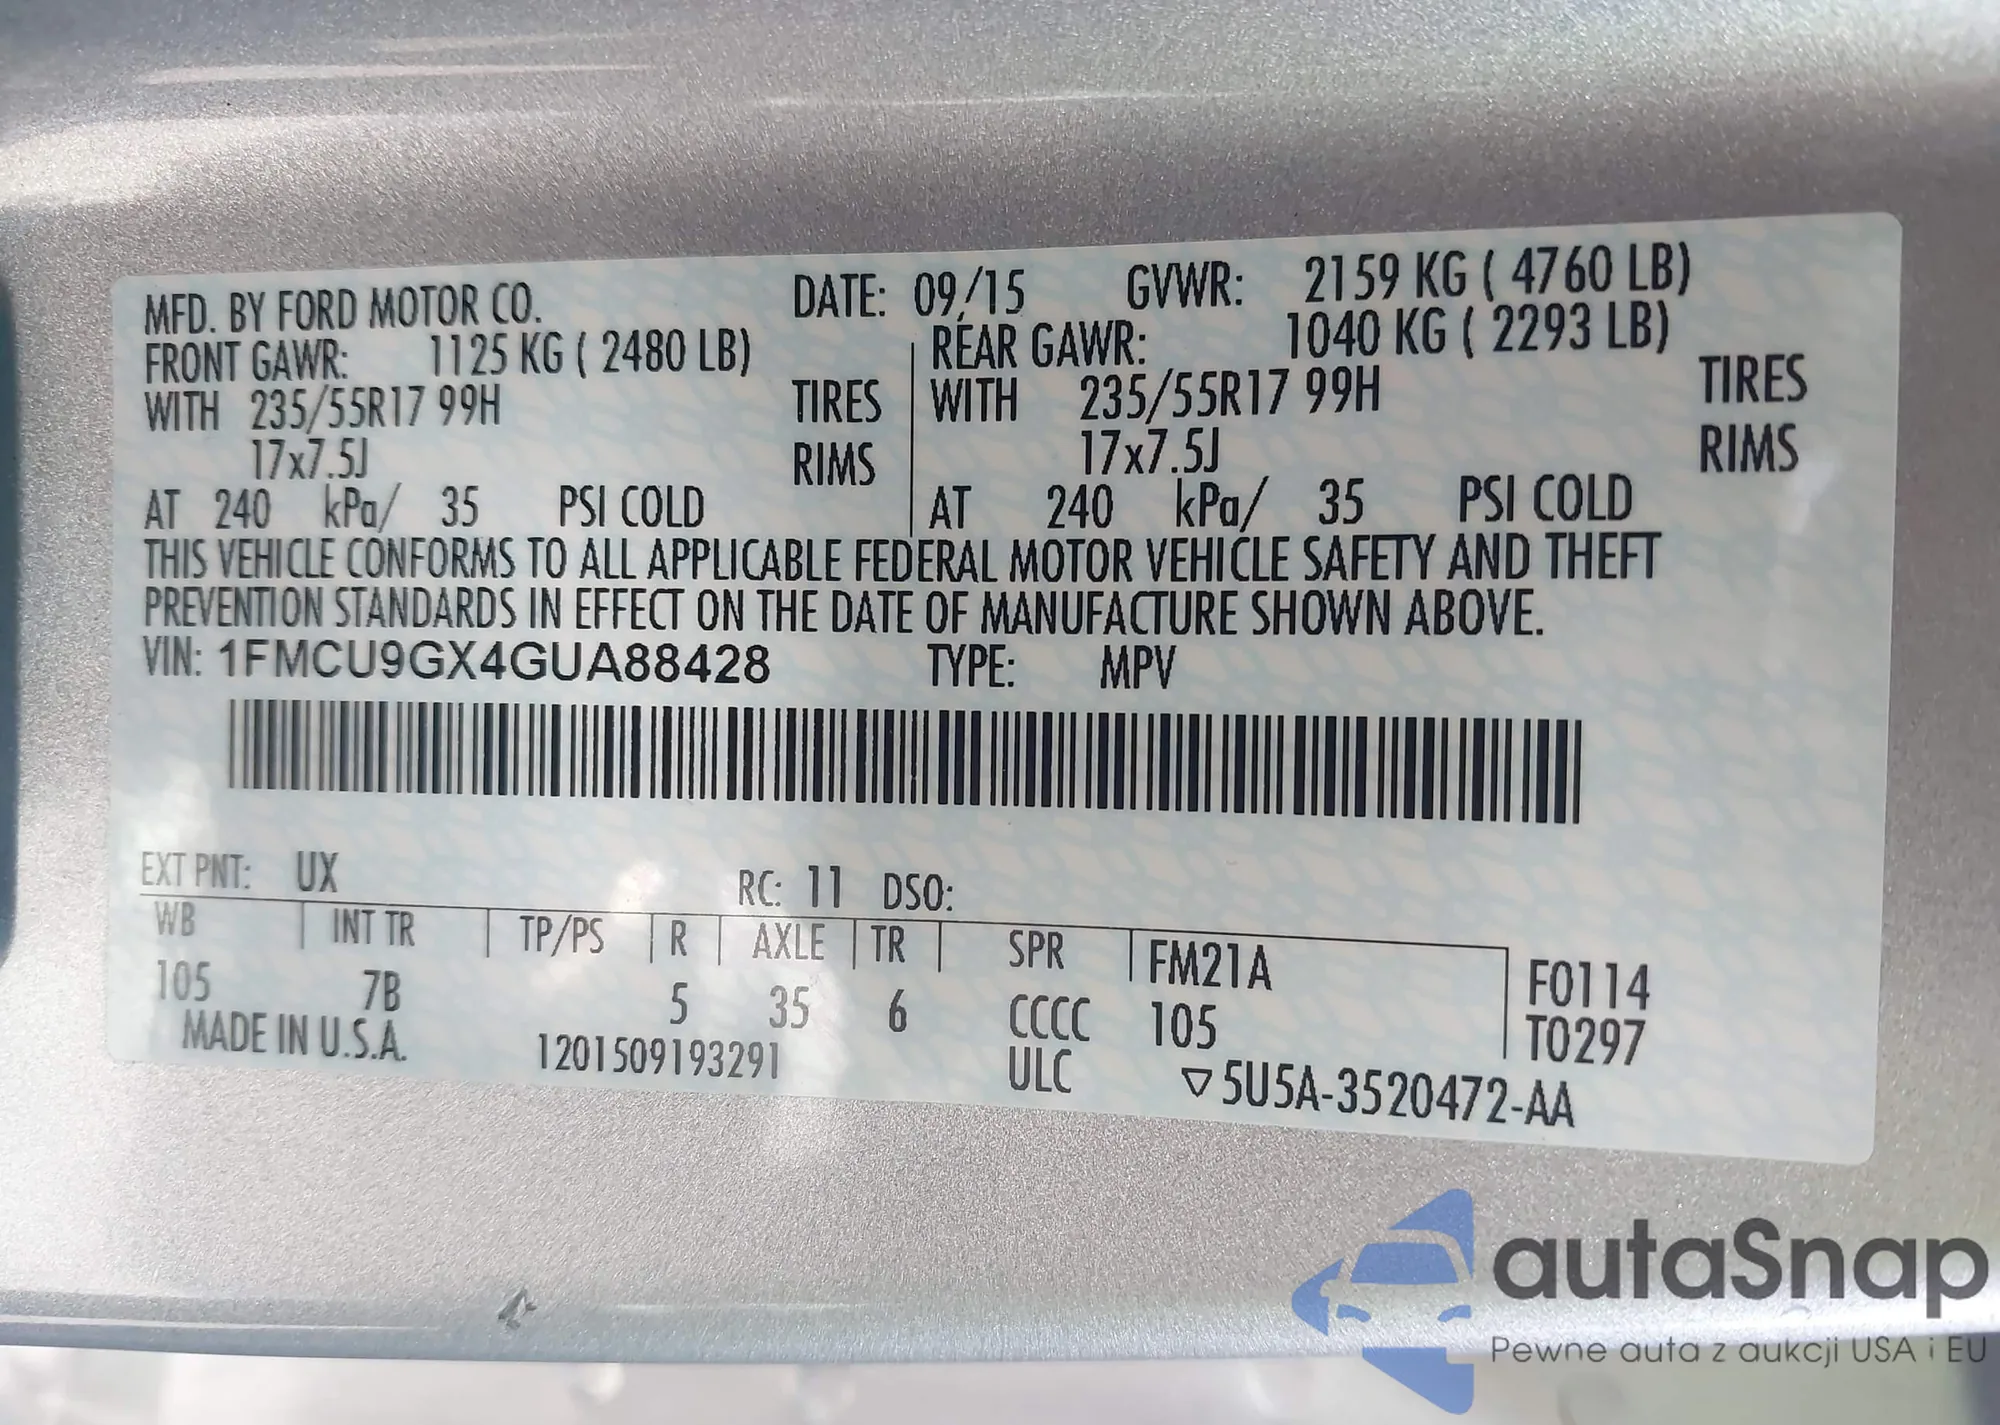 MFD. BY FORD MOTOR CO. DATE: 09/15 GVWR: 2159 KG ( 4760 LB)
FRONT GAWR: 1125 KG ( 2480 LB) REAR GAWR: 1040 KG ( 2293 LB)
WITH 235/55R17 99H TIRES WITH 235/55R17 99H TIRES
17x7.5J RIMS 17x7.5J RIMS
AT 240 kPa/ 35 PSI COLD AT 240 kPa/ 35 PSI COLD
THIS VEHICLE CONFORMS TO ALL APPLICABLE FEDERAL MOTOR VEHICLE SAFETY AND THEFT
PREVENTION STANDARDS IN EFFECT ON THE DATE OF MANUFACTURE SHOWN ABOVE.
VIN: 1FMCU9GX4GUA88428 TYPE: MPV
EXT PNT: UX RC: 11 DSO:
WB INT TR TP/PS R AXLE TR SPR FM21A F0114
105 7B 5 35 6 CCCC 105 T0297
MADE IN U.S.A. 1201509193291 ULC ▽5U5A-3520472-AA
autaSnap
Pewne auta z aukcji USA i EU